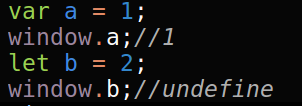 var a = 1;
window.a;//1
let b = 2;
window.b;//undefine